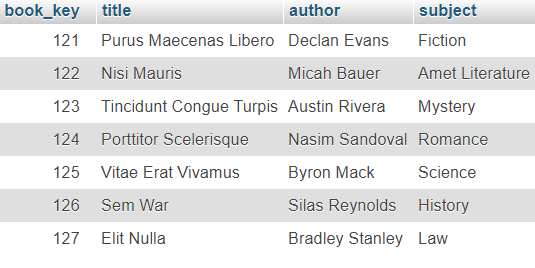 book_key title author subject
121 Purus Maecenas Libero Declan Evans Fiction
122 Nisi Mauris Micah Bauer Amet Literature
123 Tincidunt Congue Turpis Austin Rivera Mystery
124 Porttitor Scelerisque Nasim Sandoval Romance
125 Vitae Erat Vivamus Byron Mack Science
126 Sem War Silas Reynolds History
127 Elit Nulla Bradley Stanley Law